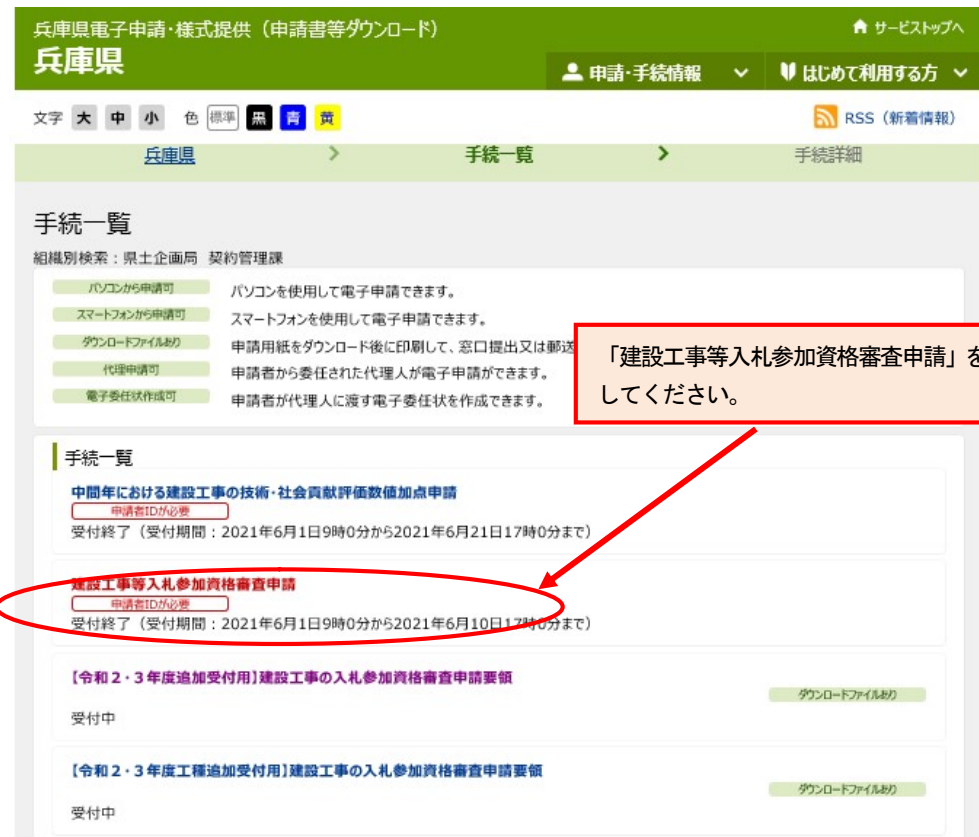 兵庫県電子申請・様式提供（申請書等ダウンロード）
サービストップへ
兵庫県
申請・手続情報
はじめて利用する方
文字 大 中 小 色 標準 黒 青 黄
RSS（新着情報）
兵庫県 > 手続一覧 > 手続詳細
手続一覧
組織別検索：県土企画局 契約管理課
パソコンから申請可 パソコンを使用して電子申請できます。
スマートフォンから申請可 スマートフォンを使用して電子申請できます。
ダウンロードファイルあり 申請用紙をダウンロード後に印刷して、窓口提出又は郵送
代理申請可 申請者から委任された代理人が電子申請ができます。
電子委任状作成可 申請者が代理人に渡す電子委任状を作成できます。
「建設工事等入札参加資格審査申請」を
してください。
手続一覧
中間年における建設工事の技術・社会貢献評価数値加点申請
申請者IDが必要
受付終了（受付期間：2021年6月1日9時0分から2021年6月21日17時0分まで）
建設工事等入札参加資格審査申請
申請者IDが必要
受付終了（受付期間：2021年6月1日9時0分から2021年6月10日17時0分まで）
【令和２・３年度追加受付用】建設工事の入札参加資格審査申請要領
ダウンロードファイルあり
受付中
【令和２・３年度工種追加受付用】建設工事の入札参加資格審査申請要領
ダウンロードファイルあり
受付中